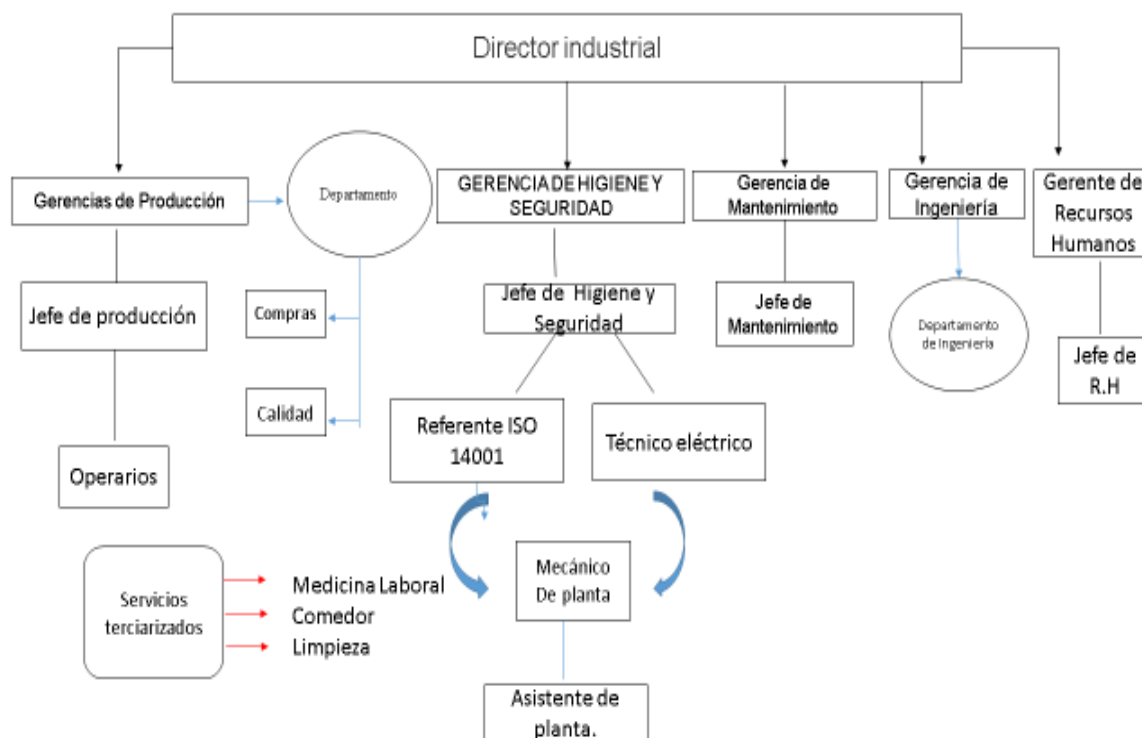 Director industrial
Gerencias de Producción
Departamento
GERENCIA DE HIGIENE Y
SEGURIDAD
Gerencia de
Mantenimiento
Gerencia de
Ingeniería
Gerente de
Recursos
Humanos
Jefe de producción
Compras
Jefe de Higiene y
Seguridad
Jefe de
Mantenimiento
Departamento
de Ingeniería
Jefe de
R.H
Calidad
Referente ISO
14001
Técnico eléctrico
Operarios
Servicios
terciarizados
Medicina Laboral
Comedor
Limpieza
Mecánico
De planta
Asistente de
planta.